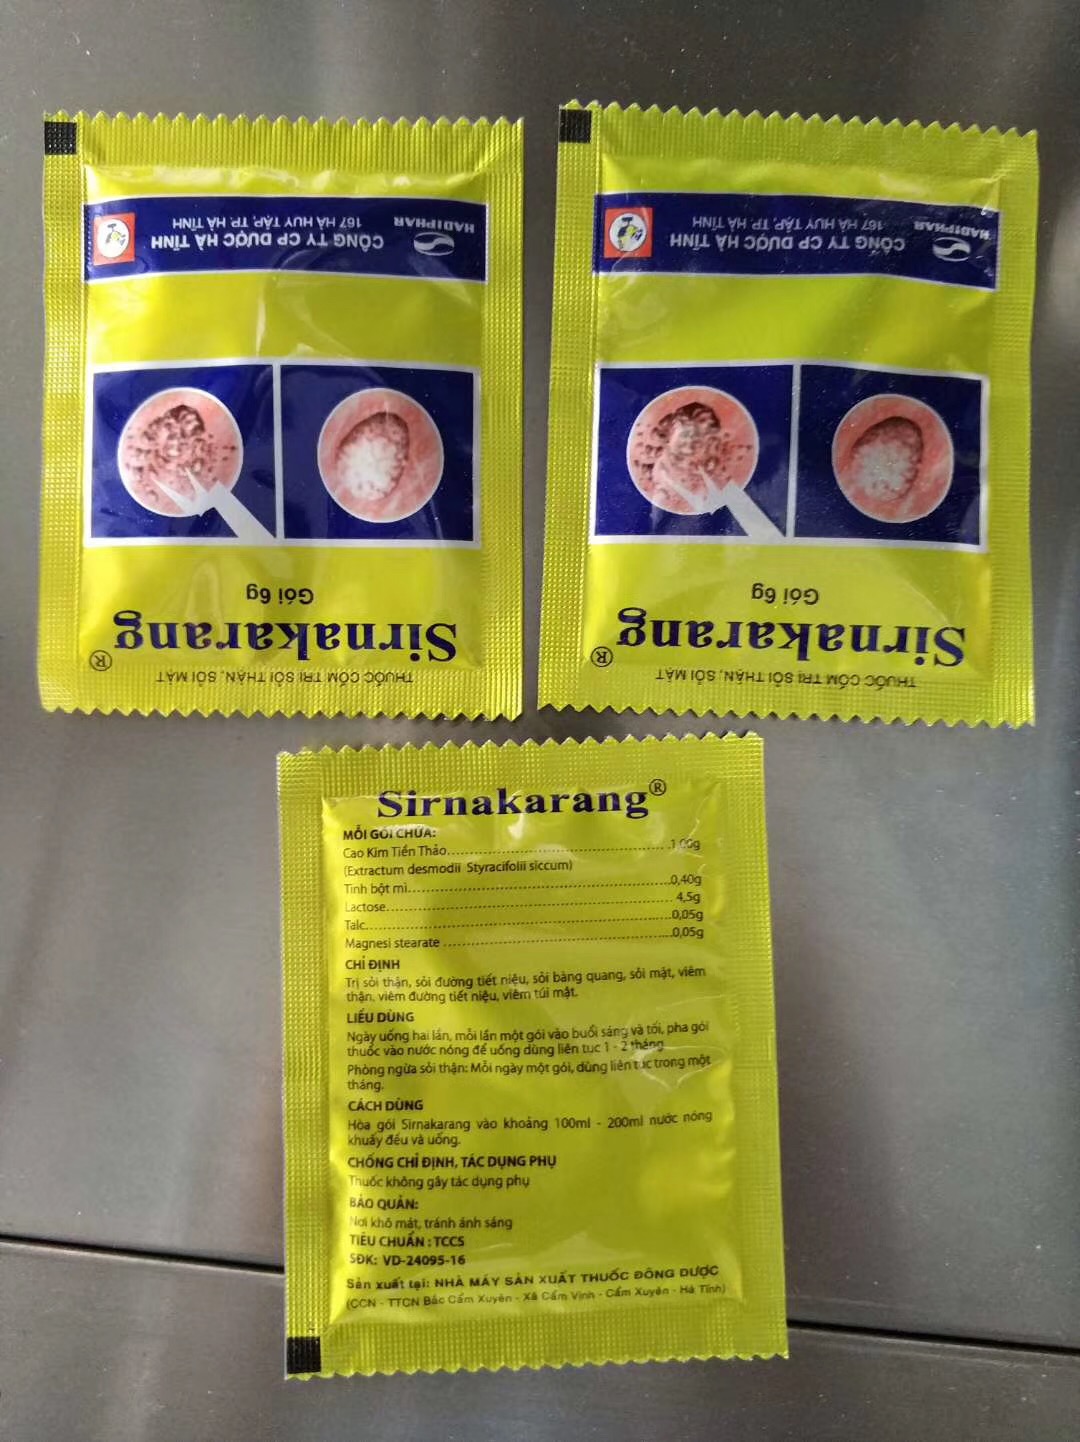 HADIPHAR
CÔNG TY CP DƯỢC HÀ TĨNH
167 HÀ HUY TẬP, TP. HÀ TĨNH
Gói 6g
Sirnakarang®
THUỐC CỐM TRỊ SỎI THẬN, SỎI MẬT
HADIPHAR
CÔNG TY CP DƯỢC HÀ TĨNH
167 HÀ HUY TẬP, TP. HÀ TĨNH
Gói 6g
Sirnakarang®
THUỐC CỐM TRỊ SỎI THẬN, SỎI MẬT
Sirnakarang®
MỖI GÓI CHỨA:
Cao Kim Tiền Thảo..............................1,00g
(Extractum desmodii Styracifolii siccum)
Tinh bột mì..............................0,40g
Lactose..............................4,5g
Talc..............................0,05g
Magnesi stearate ..............................0,05g
CHỈ ĐỊNH
Trị sỏi thận, sỏi đường tiết niệu, sỏi bàng quang, sỏi mật, viêm
thận, viêm đường tiết niệu, viêm túi mật.
LIỀU DÙNG
Ngày uống hai lần, mỗi lần một gói vào buổi sáng và tối, pha gói
thuốc vào nước nóng để uống dùng liên tục 1 - 2 tháng
Phòng ngừa sỏi thận: Mỗi ngày một gói, dùng liên tục trong một
tháng.
CÁCH DÙNG
Hòa gói Sirnakarang vào khoảng 100ml - 200ml nước nóng
khuấy đều và uống.
CHỐNG CHỈ ĐỊNH, TÁC DỤNG PHỤ
Thuốc không gây tác dụng phụ
BẢO QUẢN:
Nơi khô mát, tránh ánh sáng
TIÊU CHUẨN : TCCS
SĐK: VD-24095-16
Sản xuất tại: NHÀ MÁY SẢN XUẤT THUỐC ĐÔNG DƯỢC
(CCN - TTCN Bắc Cẩm Xuyên - Xã Cẩm Vịnh - Cẩm Xuyên - Hà Tĩnh)